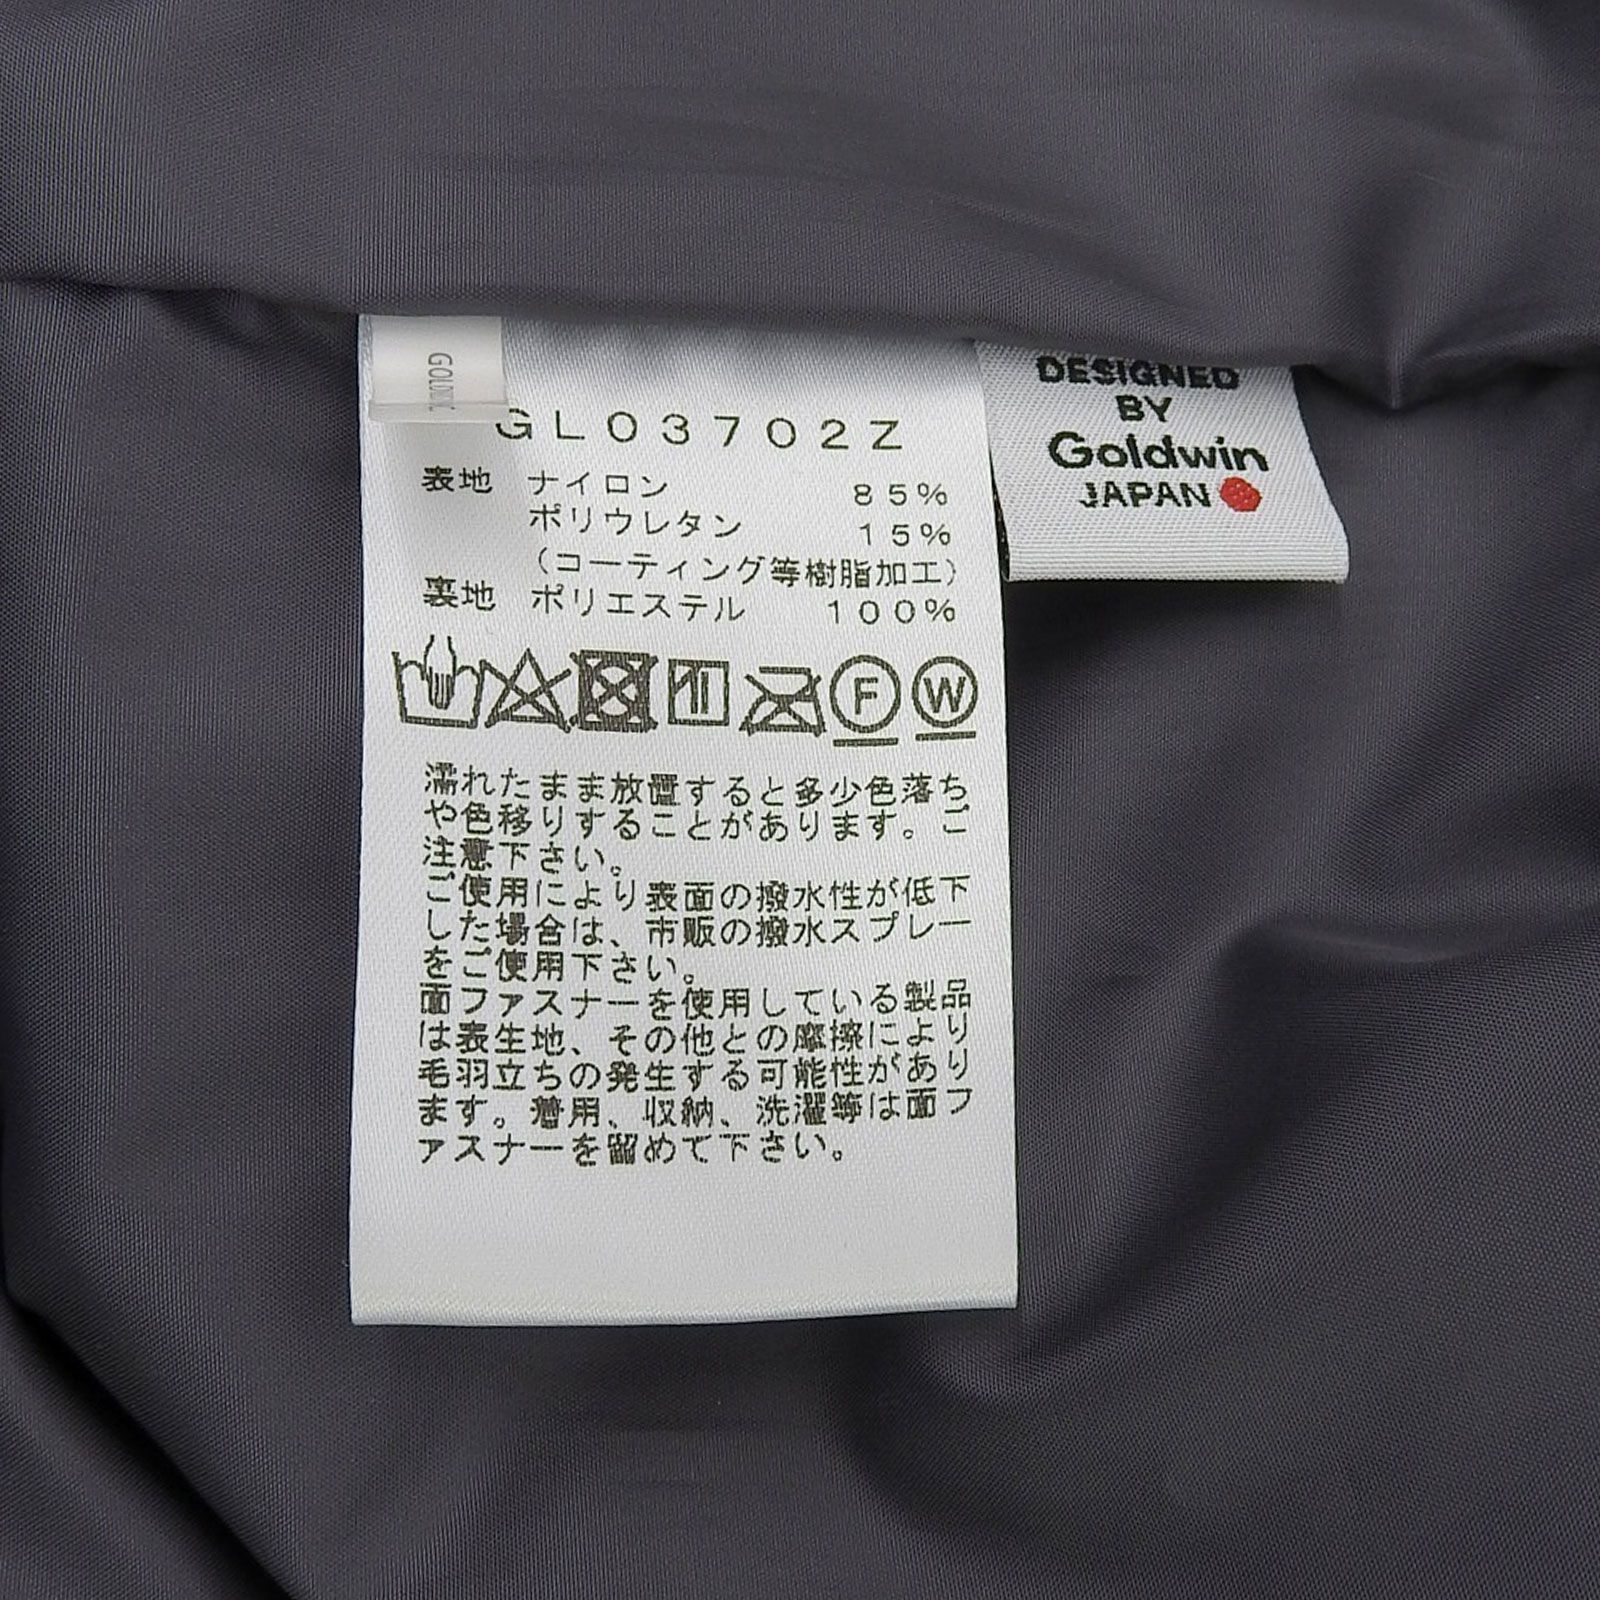 GL03702Z
表地 ナイロン 85%
ポリウレタン 15%
(コーティング等樹脂加工)
裏地 ポリエステル 100%
F W
濡れたまま放置すると多少色落ち
や色移りすることがあります。ご
注意下さい。
ご使用により表面の撥水性が低下
した場合は、市販の撥水スプレー
をご使用下さい。
面ファスナーを使用している製品
は表生地、その他との摩擦により
毛羽立ちの発生する可能性があり
ます。着用、収納、洗濯等は面フ
ァスナーを留めて下さい。
DESIGNED
BY
Goldwin
JAPAN